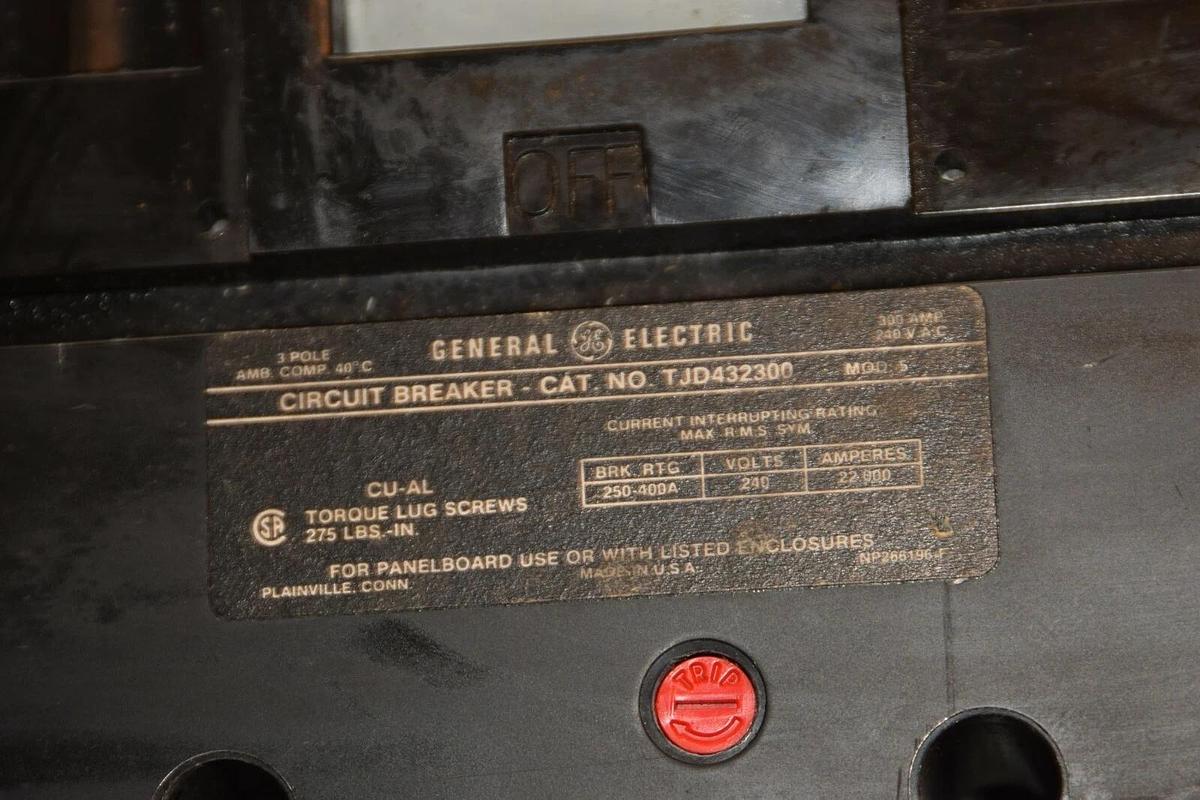 OFF
GENERAL GE ELECTRIC
3 POLE
AMB. COMP. 40°C
300 AMP.
240 V.A.C.
CIRCUIT BREAKER - CAT. NO. TJD432300 MOD. 5
CURRENT INTERRUPTING RATING
MAX. R.M.S. SYM.
BRK. RTG. VOLTS AMPERES
250-400A 240 22,000
CU-AL
TORQUE LUG SCREWS
275 LBS.-IN.
FOR PANELBOARD USE OR WITH LISTED ENCLOSURES
PLAINVILLE, CONN.
MADE IN U.S.A.
NP266196-F
TRIP